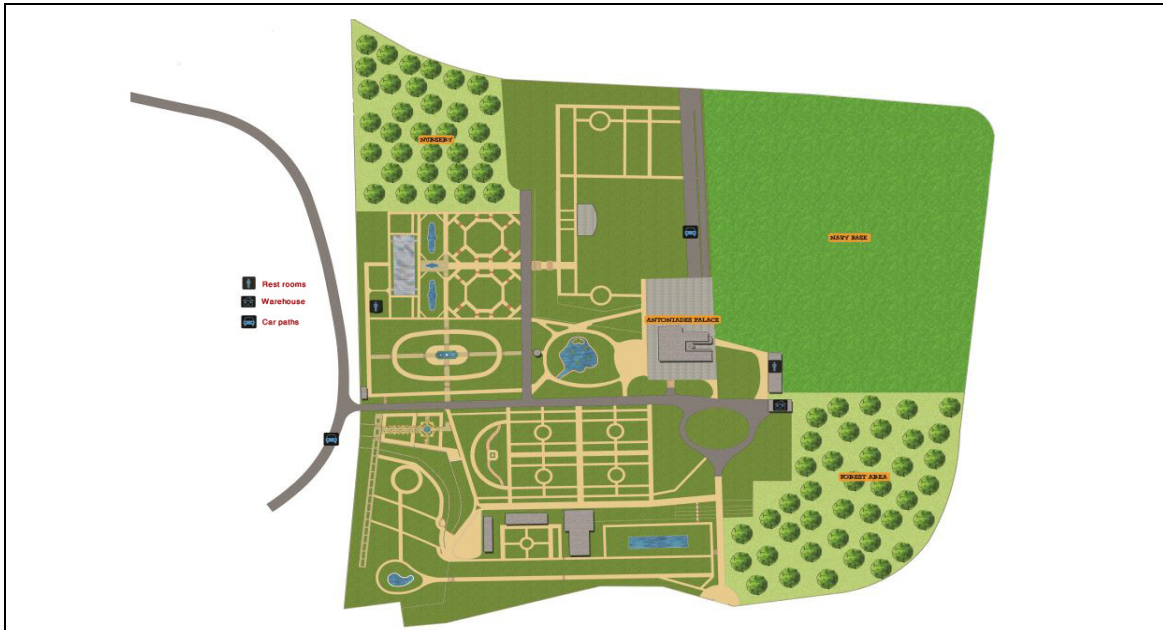 NURSERY
NAVY BASE
Rest rooms
Warehouse
Car paths
ANTONIADES PALACE
FOREST AREA